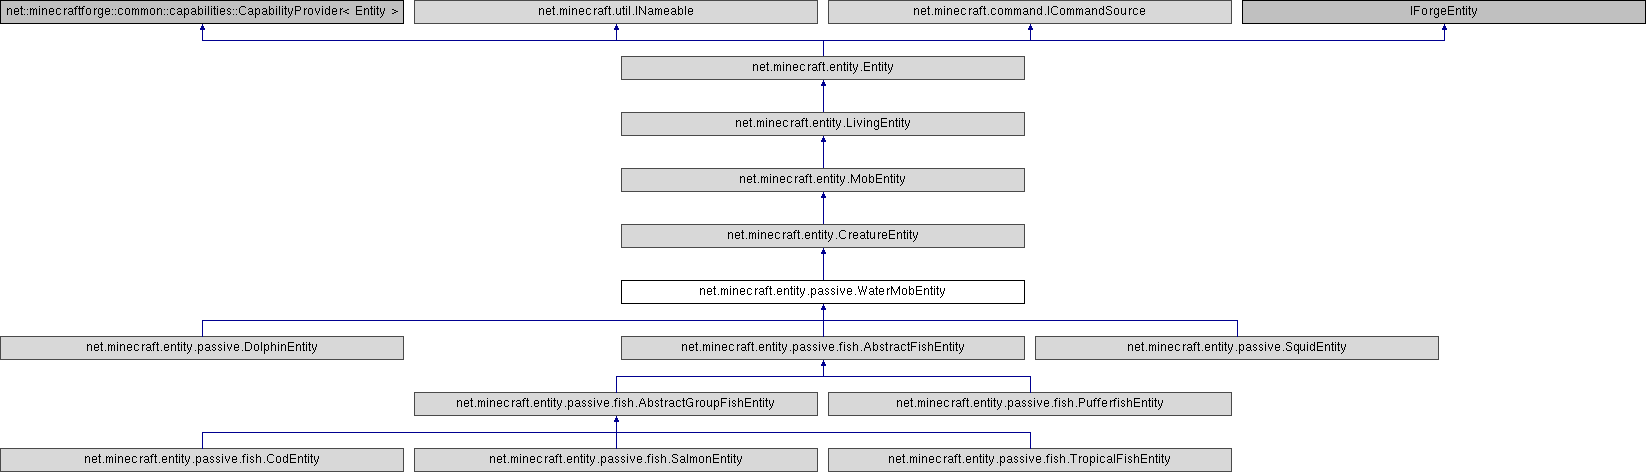 net::minecraftforge::common::capabilities::CapabilityProvider< Entity >
net.minecraft.util.INameable
net.minecraft.command.ICommandSource
IForgeEntity
net.minecraft.entity.Entity
net.minecraft.entity.LivingEntity
net.minecraft.entity.MobEntity
net.minecraft.entity.CreatureEntity
net.minecraft.entity.passive.WaterMobEntity
net.minecraft.entity.passive.DolphinEntity
net.minecraft.entity.passive.fish.AbstractFishEntity
net.minecraft.entity.passive.SquidEntity
net.minecraft.entity.passive.fish.AbstractGroupFishEntity
net.minecraft.entity.passive.fish.PufferfishEntity
net.minecraft.entity.passive.fish.CodEntity
net.minecraft.entity.passive.fish.SalmonEntity
net.minecraft.entity.passive.fish.TropicalFishEntity